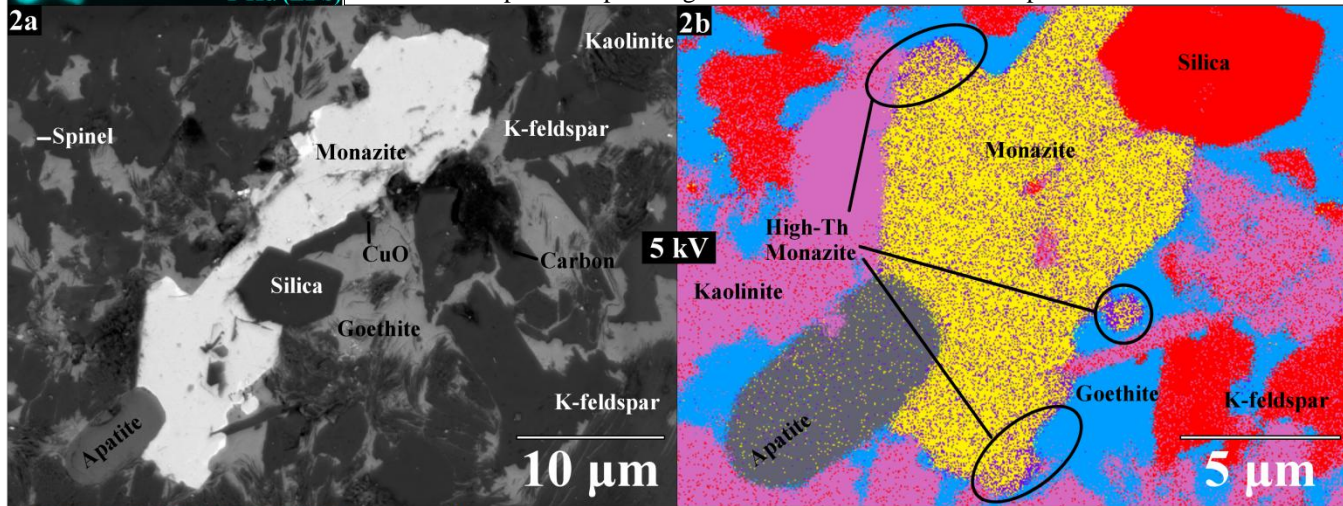 2a
Kaolinite
Spinel
K-feldspar
Monazite
CuO
Carbon
Silica
Goethite
K-feldspar
Apatite
10 μm
5 kV
2b
Silica
Monazite
High-Th
Monazite
Kaolinite
Goethite
K-feldspar
Apatite
5 μm